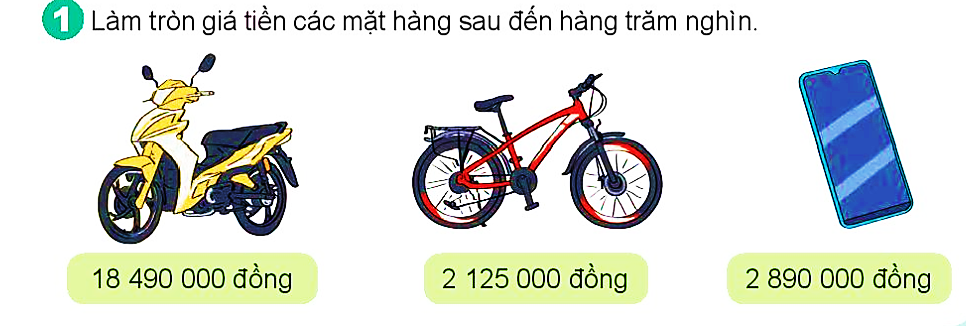 1 Làm tròn giá tiền các mặt hàng sau đến hàng trăm nghìn.
18 490 000 đồng
2 125 000 đồng
2 890 000 đồng